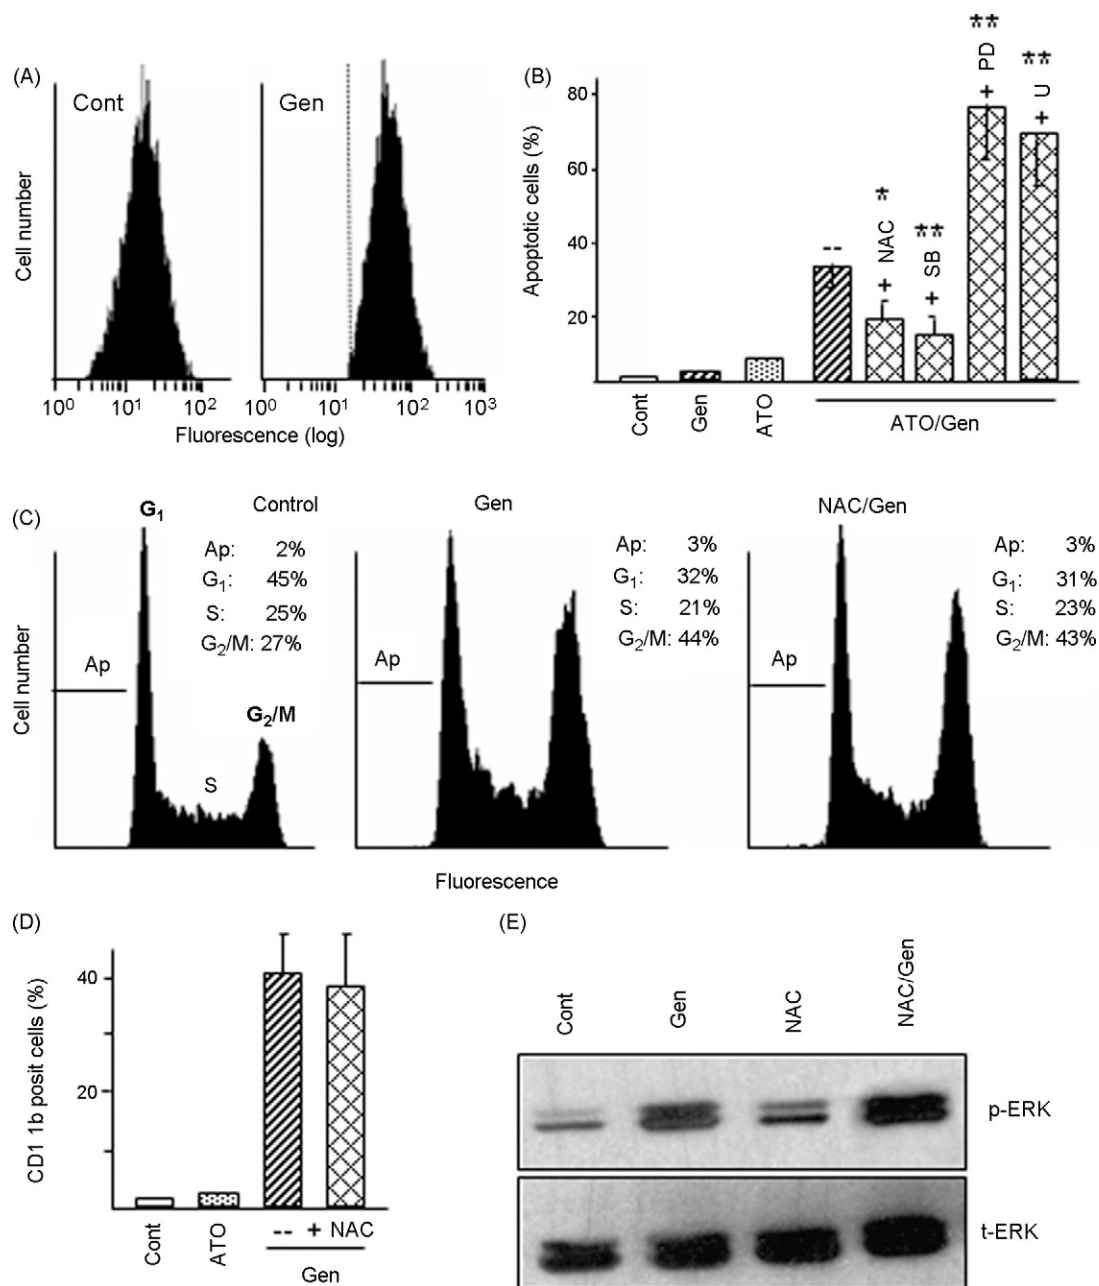 (A)
Cont
Gen
Cell number
10⁰ 10¹ 10²
10⁰ 10¹ 10² 10³
Fluorescence (log)
(B)
Apoptotic cells (%)
80
60
40
20
--
* + NAC
** + SB
** + PD
** + U
Cont
Gen
ATO
ATO/Gen
(C)
Cell number
G₁
Control
Ap: 2%
G₁: 45%
S: 25%
G₂/M: 27%
Ap
S
G₂/M
Gen
Ap: 3%
G₁: 32%
S: 21%
G₂/M: 44%
Ap
NAC/Gen
Ap: 3%
G₁: 31%
S: 23%
G₂/M: 43%
Ap
Fluorescence
(D)
CD1 1b posit cells (%)
40
20
Cont
ATO
-- + NAC
Gen
(E)
Cont
Gen
NAC
NAC/Gen
p-ERK
t-ERK